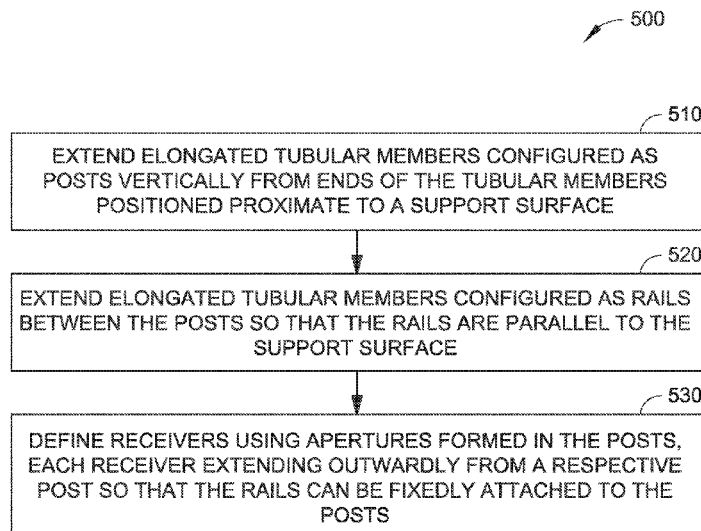 500
510
EXTEND ELONGATED TUBULAR MEMBERS CONFIGURED AS
POSTS VERTICALLY FROM ENDS OF THE TUBULAR MEMBERS
POSITIONED PROXIMATE TO A SUPPORT SURFACE
520
EXTEND ELONGATED TUBULAR MEMBERS CONFIGURED AS RAILS
BETWEEN THE POSTS SO THAT THE RAILS ARE PARALLEL TO THE
SUPPORT SURFACE
530
DEFINE RECEIVERS USING APERTURES FORMED IN THE POSTS,
EACH RECEIVER EXTENDING OUTWARDLY FROM A RESPECTIVE
POST SO THAT THE RAILS CAN BE FIXEDLY ATTACHED TO THE
POSTS